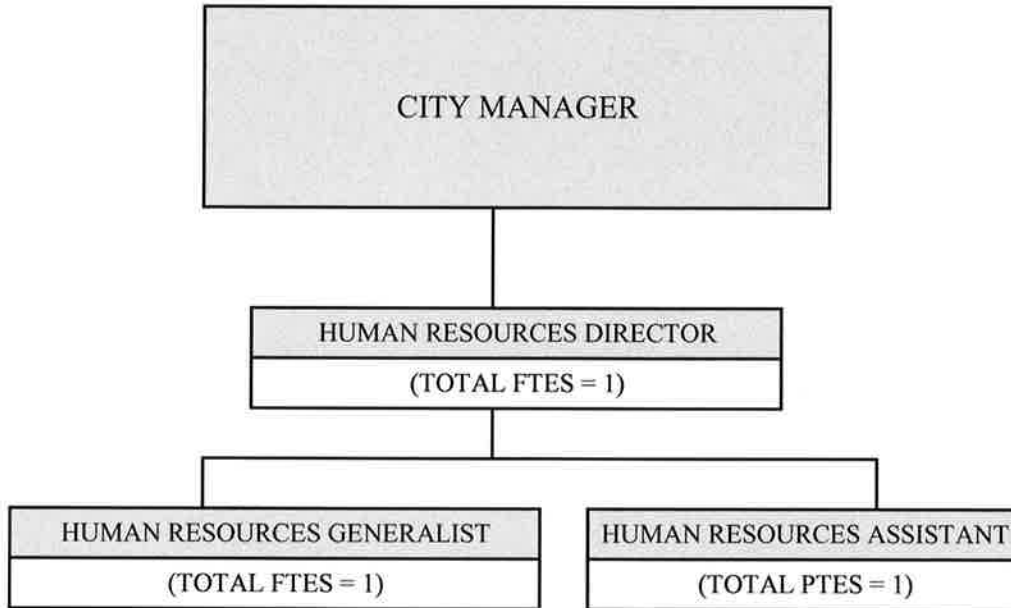 CITY MANAGER
HUMAN RESOURCES DIRECTOR
(TOTAL FTES = 1)
HUMAN RESOURCES GENERALIST
(TOTAL FTES = 1)
HUMAN RESOURCES ASSISTANT
(TOTAL PTES = 1)